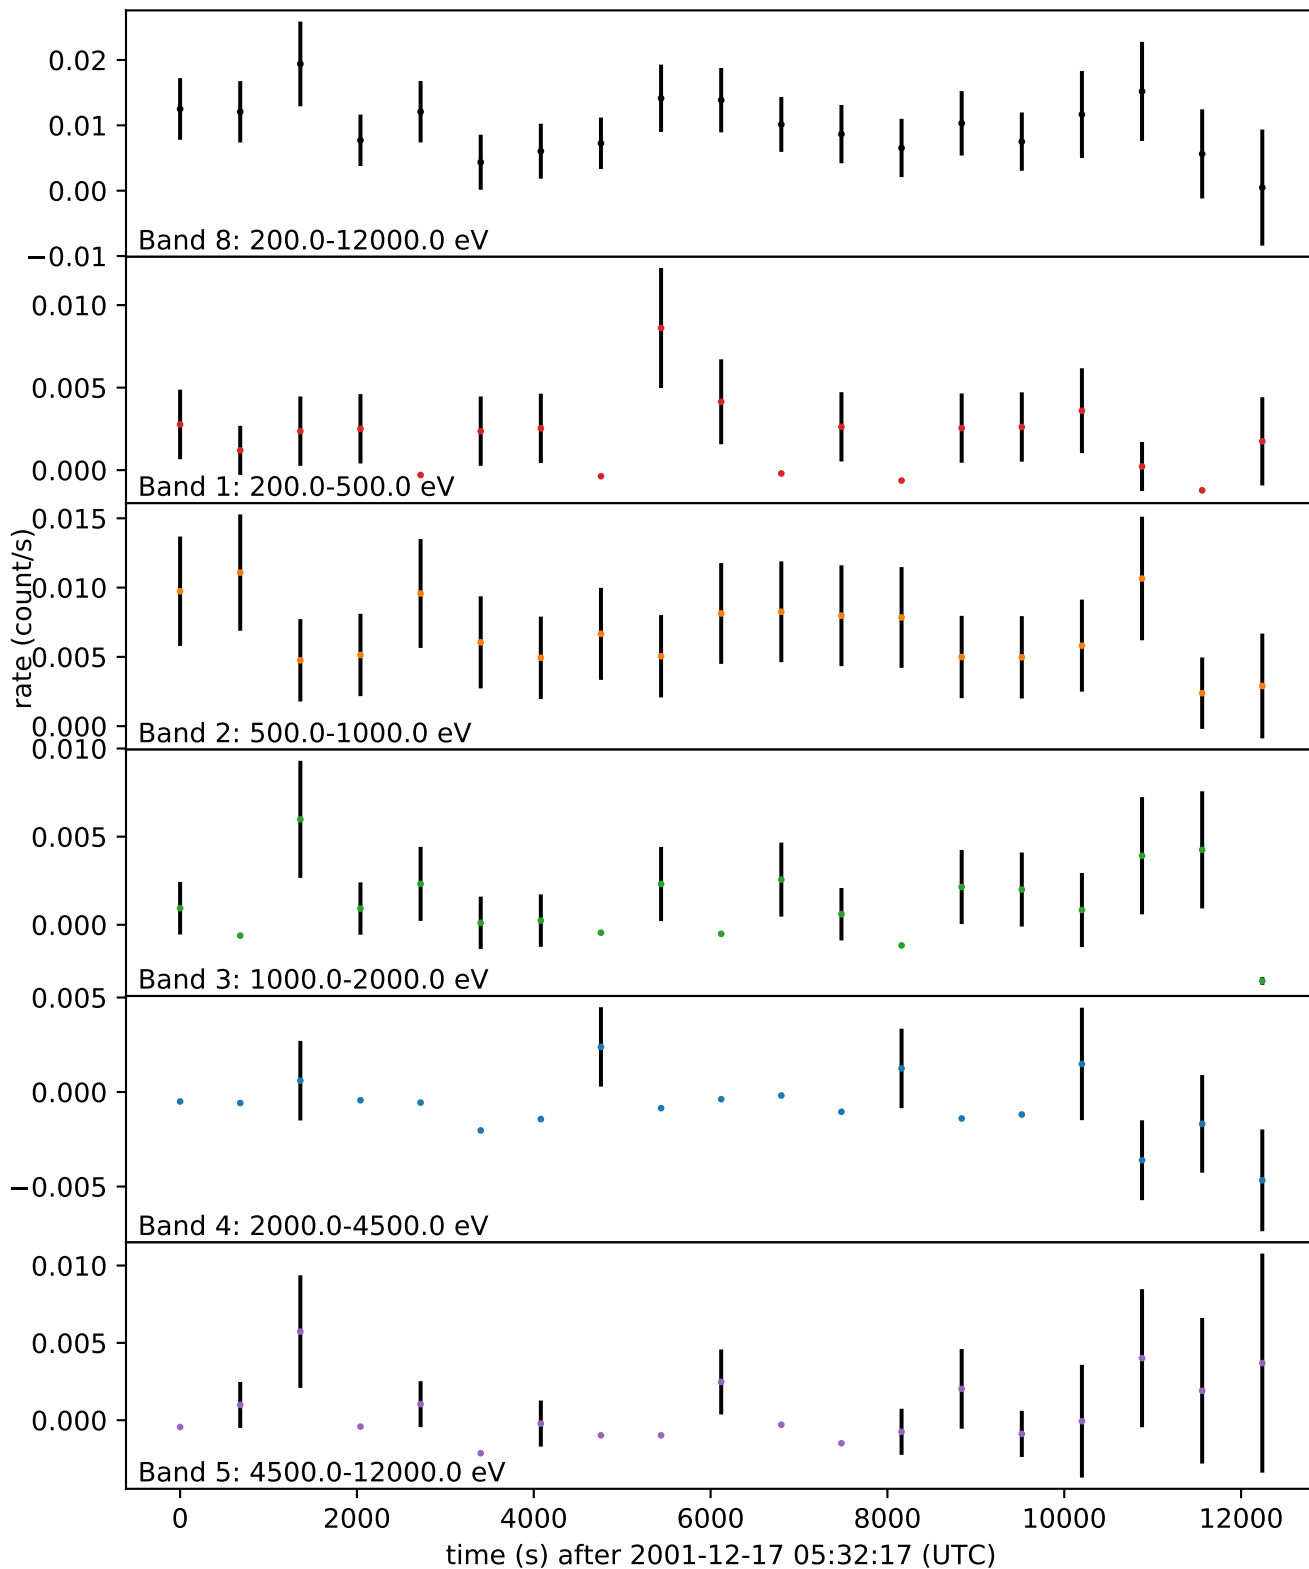 0.02
0.01
0.00
−0.01
Band 8: 200.0-12000.0 eV
0.010
0.005
0.000
Band 1: 200.0-500.0 eV
rate (count/s)
0.015
0.010
0.005
0.000
Band 2: 500.0-1000.0 eV
0.010
0.005
0.000
Band 3: 1000.0-2000.0 eV
0.005
0.000
−0.005
Band 4: 2000.0-4500.0 eV
0.010
0.005
0.000
Band 5: 4500.0-12000.0 eV
0 2000 4000 6000 8000 10000 12000
time (s) after 2001-12-17 05:32:17 (UTC)